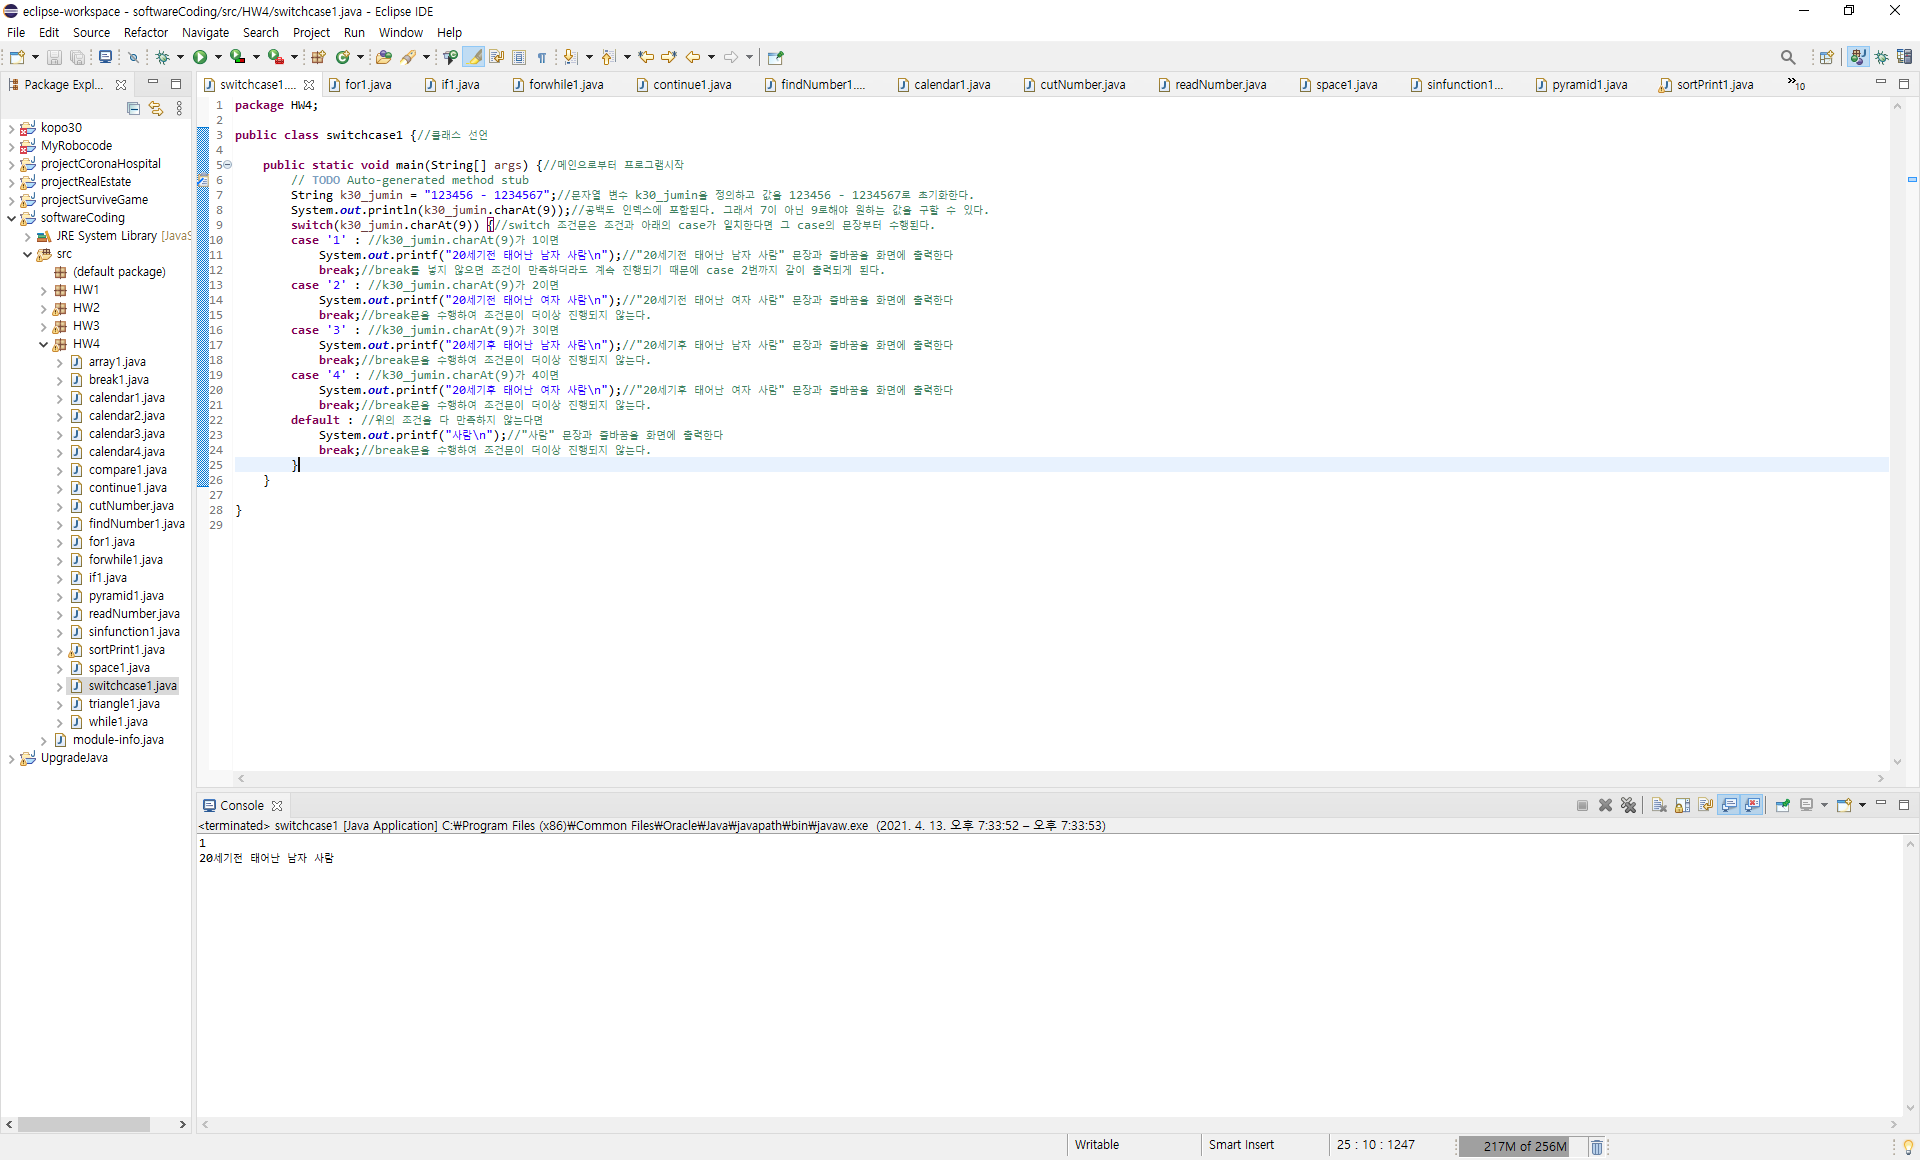 eclipse-workspace - softwareCoding/src/HW4/switchcase1.java - Eclipse IDE
File Edit Source Refactor Navigate Search Project Run Window Help
Package Expl...
switchcase1.... for1.java if1.java forwhile1.java continue1.java findNumber1.... calendar1.java cutNumber.java readNumber.java space1.java sinfunction1... pyramid1.java sortPrint1.java »10
kopo30
MyRobocode
projectCoronaHospital
projectRealEstate
projectSurviveGame
softwareCoding
JRE System Library [JavaS
src
(default package)
HW1
HW2
HW3
HW4
array1.java
break1.java
calendar1.java
calendar2.java
calendar3.java
calendar4.java
compare1.java
continue1.java
cutNumber.java
findNumber1.java
for1.java
forwhile1.java
if1.java
pyramid1.java
readNumber.java
sinfunction1.java
sortPrint1.java
space1.java
switchcase1.java
triangle1.java
while1.java
module-info.java
UpgradeJava
1 package HW4;
2
3 public class switchcase1 {//클래스 선언
4
5 public static void main(String[] args) {//메인으로부터 프로그램시작
6 // TODO Auto-generated method stub
7 String k30_jumin = "123456 - 1234567";//문자열 변수 k30_jumin을 정의하고 값을 123456 - 1234567로 초기화한다.
8 System.out.println(k30_jumin.charAt(9));//공백도 인덱스에 포함된다. 그래서 7이 아닌 9로해야 원하는 값을 구할 수 있다.
9 switch(k30_jumin.charAt(9)) {//switch 조건문은 조건과 아래의 case가 일치한다면 그 case의 문장부터 수행된다.
10 case '1' : //k30_jumin.charAt(9)가 1이면
11 System.out.printf("20세기전 태어난 남자 사람\n");//"20세기전 태어난 남자 사람" 문장과 줄바꿈을 화면에 출력한다
12 break;//break를 넣지 않으면 조건이 만족하더라도 계속 진행되기 때문에 case 2번까지 같이 출력되게 된다.
13 case '2' : //k30_jumin.charAt(9)가 2이면
14 System.out.printf("20세기전 태어난 여자 사람\n");//"20세기전 태어난 여자 사람" 문장과 줄바꿈을 화면에 출력한다
15 break;//break문을 수행하여 조건문이 더이상 진행되지 않는다.
16 case '3' : //k30_jumin.charAt(9)가 3이면
17 System.out.printf("20세기후 태어난 남자 사람\n");//"20세기후 태어난 남자 사람" 문장과 줄바꿈을 화면에 출력한다
18 break;//break문을 수행하여 조건문이 더이상 진행되지 않는다.
19 case '4' : //k30_jumin.charAt(9)가 4이면
20 System.out.printf("20세기후 태어난 여자 사람\n");//"20세기후 태어난 여자 사람" 문장과 줄바꿈을 화면에 출력한다
21 break;//break문을 수행하여 조건문이 더이상 진행되지 않는다.
22 default : //위의 조건을 다 만족하지 않는다면
23 System.out.printf("사람\n");//"사람" 문장과 줄바꿈을 화면에 출력한다
24 break;//break문을 수행하여 조건문이 더이상 진행되지 않는다.
25 }
26 }
27
28 }
29
Console
<terminated> switchcase1 [Java Application] C:₩Program Files (x86)₩Common Files₩Oracle₩Java₩javapath₩bin₩javaw.exe (2021. 4. 13. 오후 7:33:52 – 오후 7:33:53)
1
20세기전 태어난 남자 사람
Writable Smart Insert 25 : 10 : 1247 217M of 256M